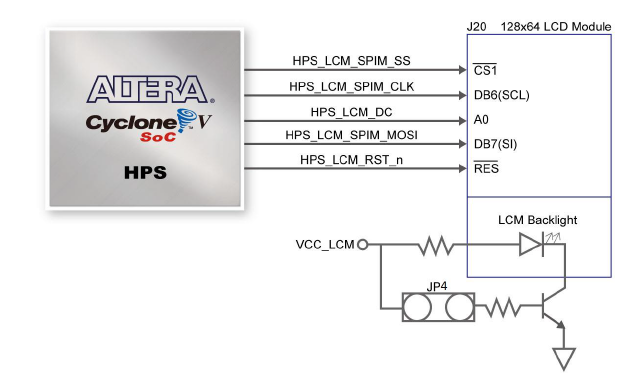 J20 128x64 LCD Module
HPS_LCM_SPIM_SS
CS1
HPS_LCM_SPIM_CLK
DB6(SCL)
HPS_LCM_DC
A0
HPS_LCM_SPIM_MOSI
DB7(SI)
HPS_LCM_RST_n
RES
ALTERA
Cyclone V
SoC
HPS
LCM Backlight
VCC_LCM
JP4